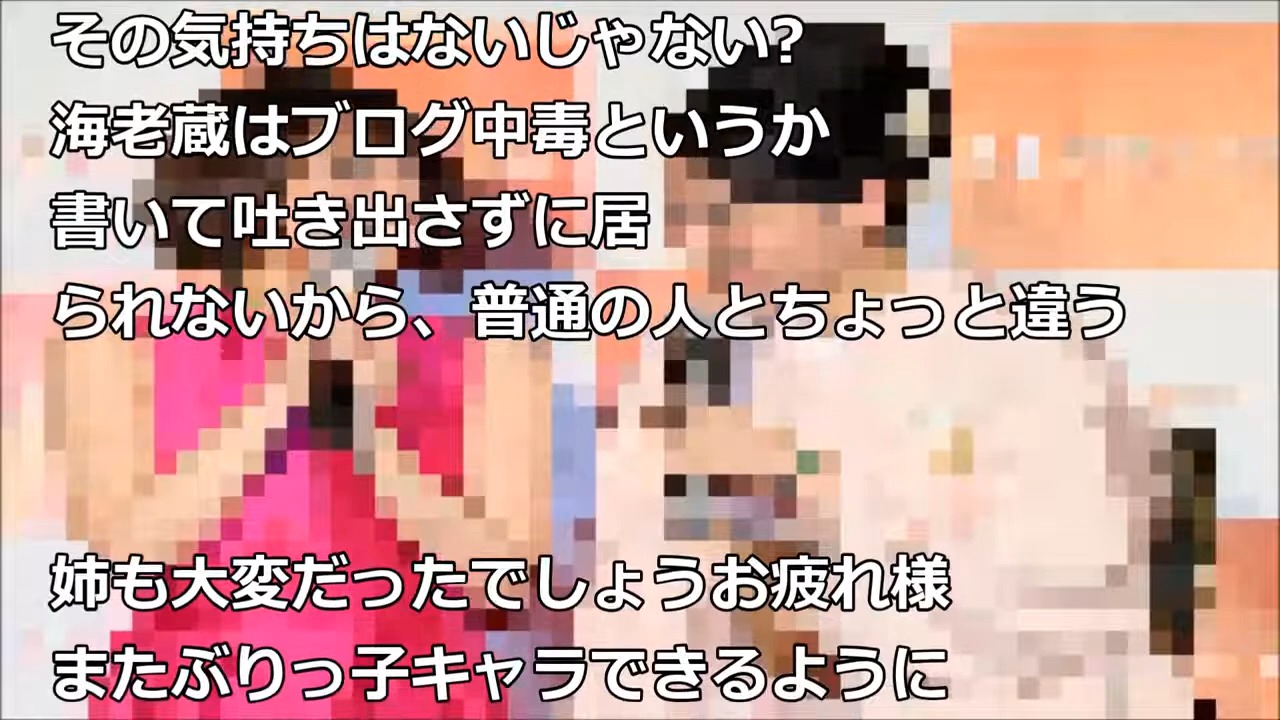 その気持ちはないじゃない?
海老蔵はブログ中毒というか
書いて吐き出さずに居
られないから、普通の人とちょっと違う
姉も大変だったでしょうお疲れ様
またぶりっ子キャラできるように